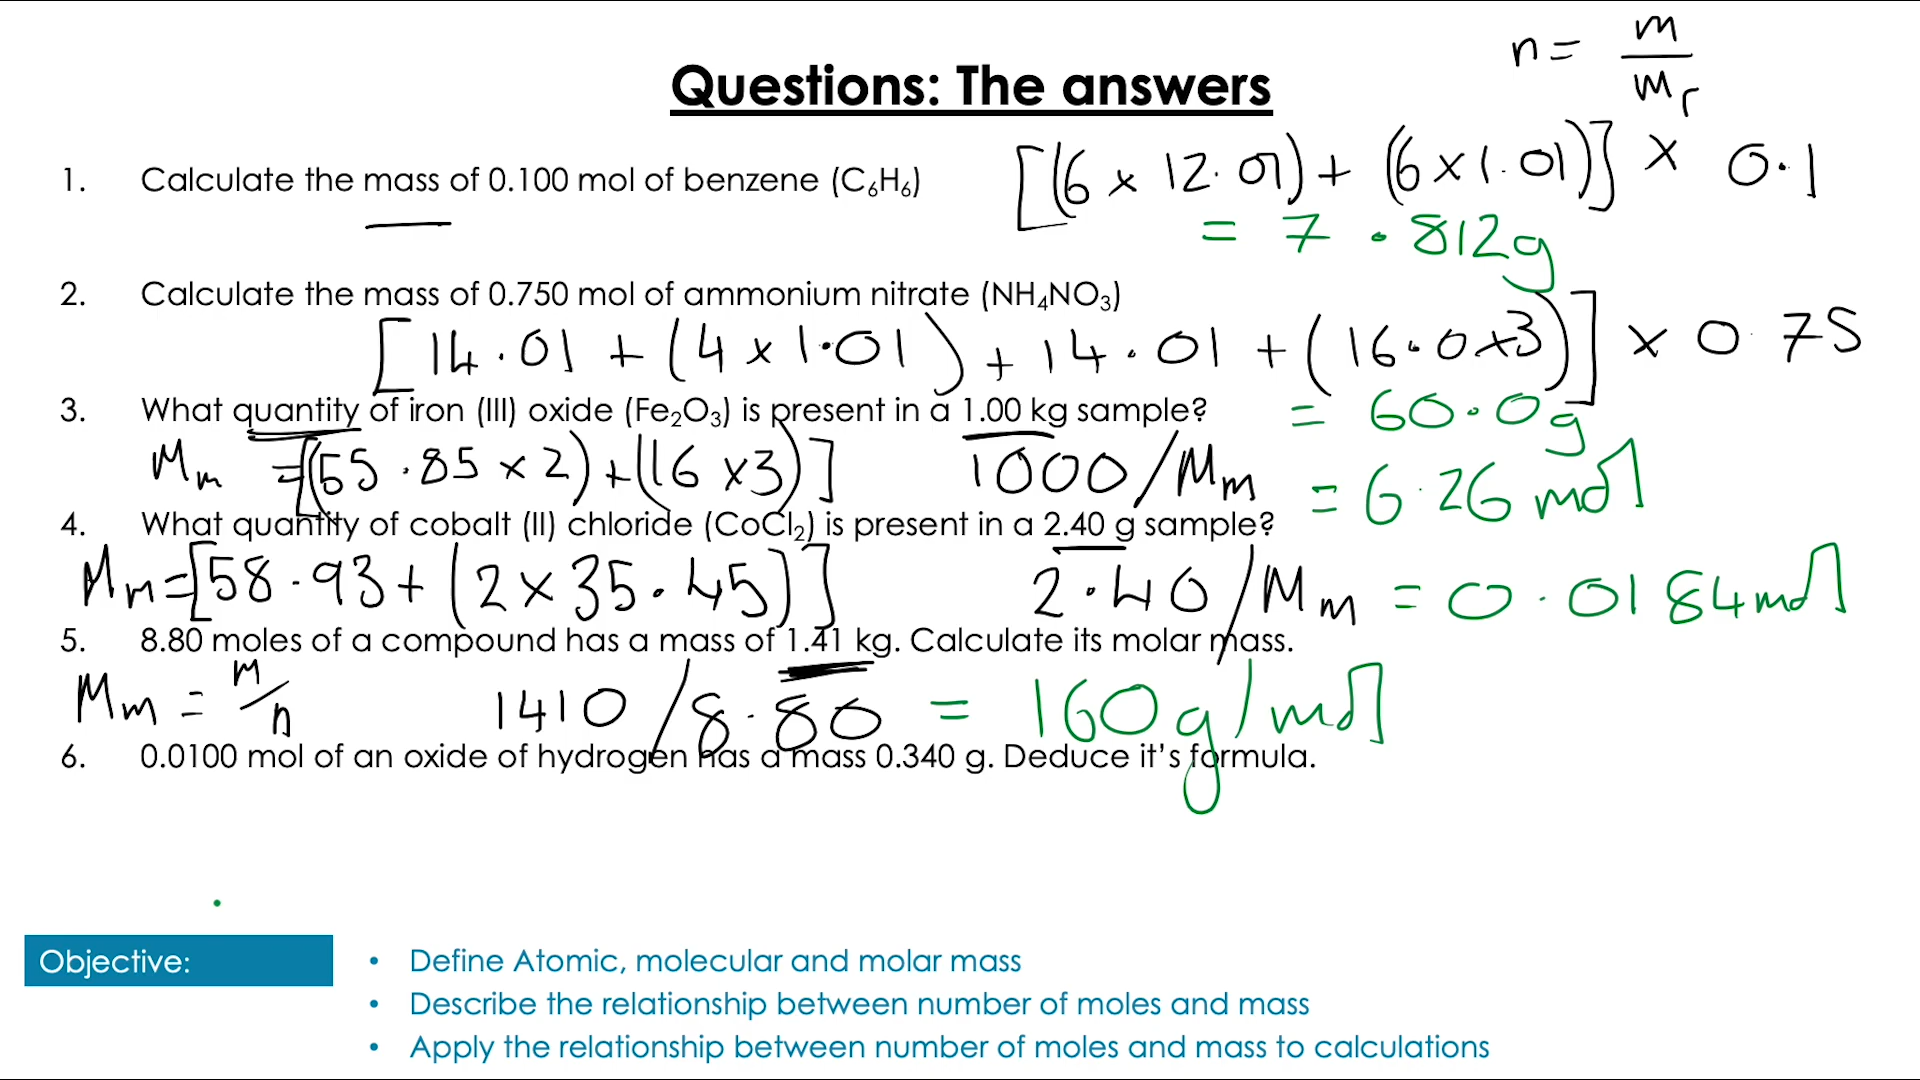 n = m / mr
Questions: The answers
1. Calculate the mass of 0.100 mol of benzene (C₆H₆)
[(6 × 12.01) + (6 × 1.01)] × 0.1
= 7.812g
2. Calculate the mass of 0.750 mol of ammonium nitrate (NH₄NO₃)
[14.01 + (4 × 1.01) + 14.01 + (16.0 × 3)] × 0.75
= 60.0g
3. What quantity of iron (III) oxide (Fe₂O₃) is present in a 1.00 kg sample?
Mm = [(55.85 × 2) + (16 × 3)] 1000/Mm = 6.26 mol
4. What quantity of cobalt (II) chloride (CoCl₂) is present in a 2.40 g sample?
Mm = [58.93 + (2 × 35.45)] 2.40/Mm = 0.0184 mol
5. 8.80 moles of a compound has a mass of 1.41 kg. Calculate its molar mass.
Mm = m/n 1410/8.80 = 160g/mol
6. 0.0100 mol of an oxide of hydrogen has a mass 0.340 g. Deduce it’s formula.
Objective:
• Define Atomic, molecular and molar mass
• Describe the relationship between number of moles and mass
• Apply the relationship between number of moles and mass to calculations